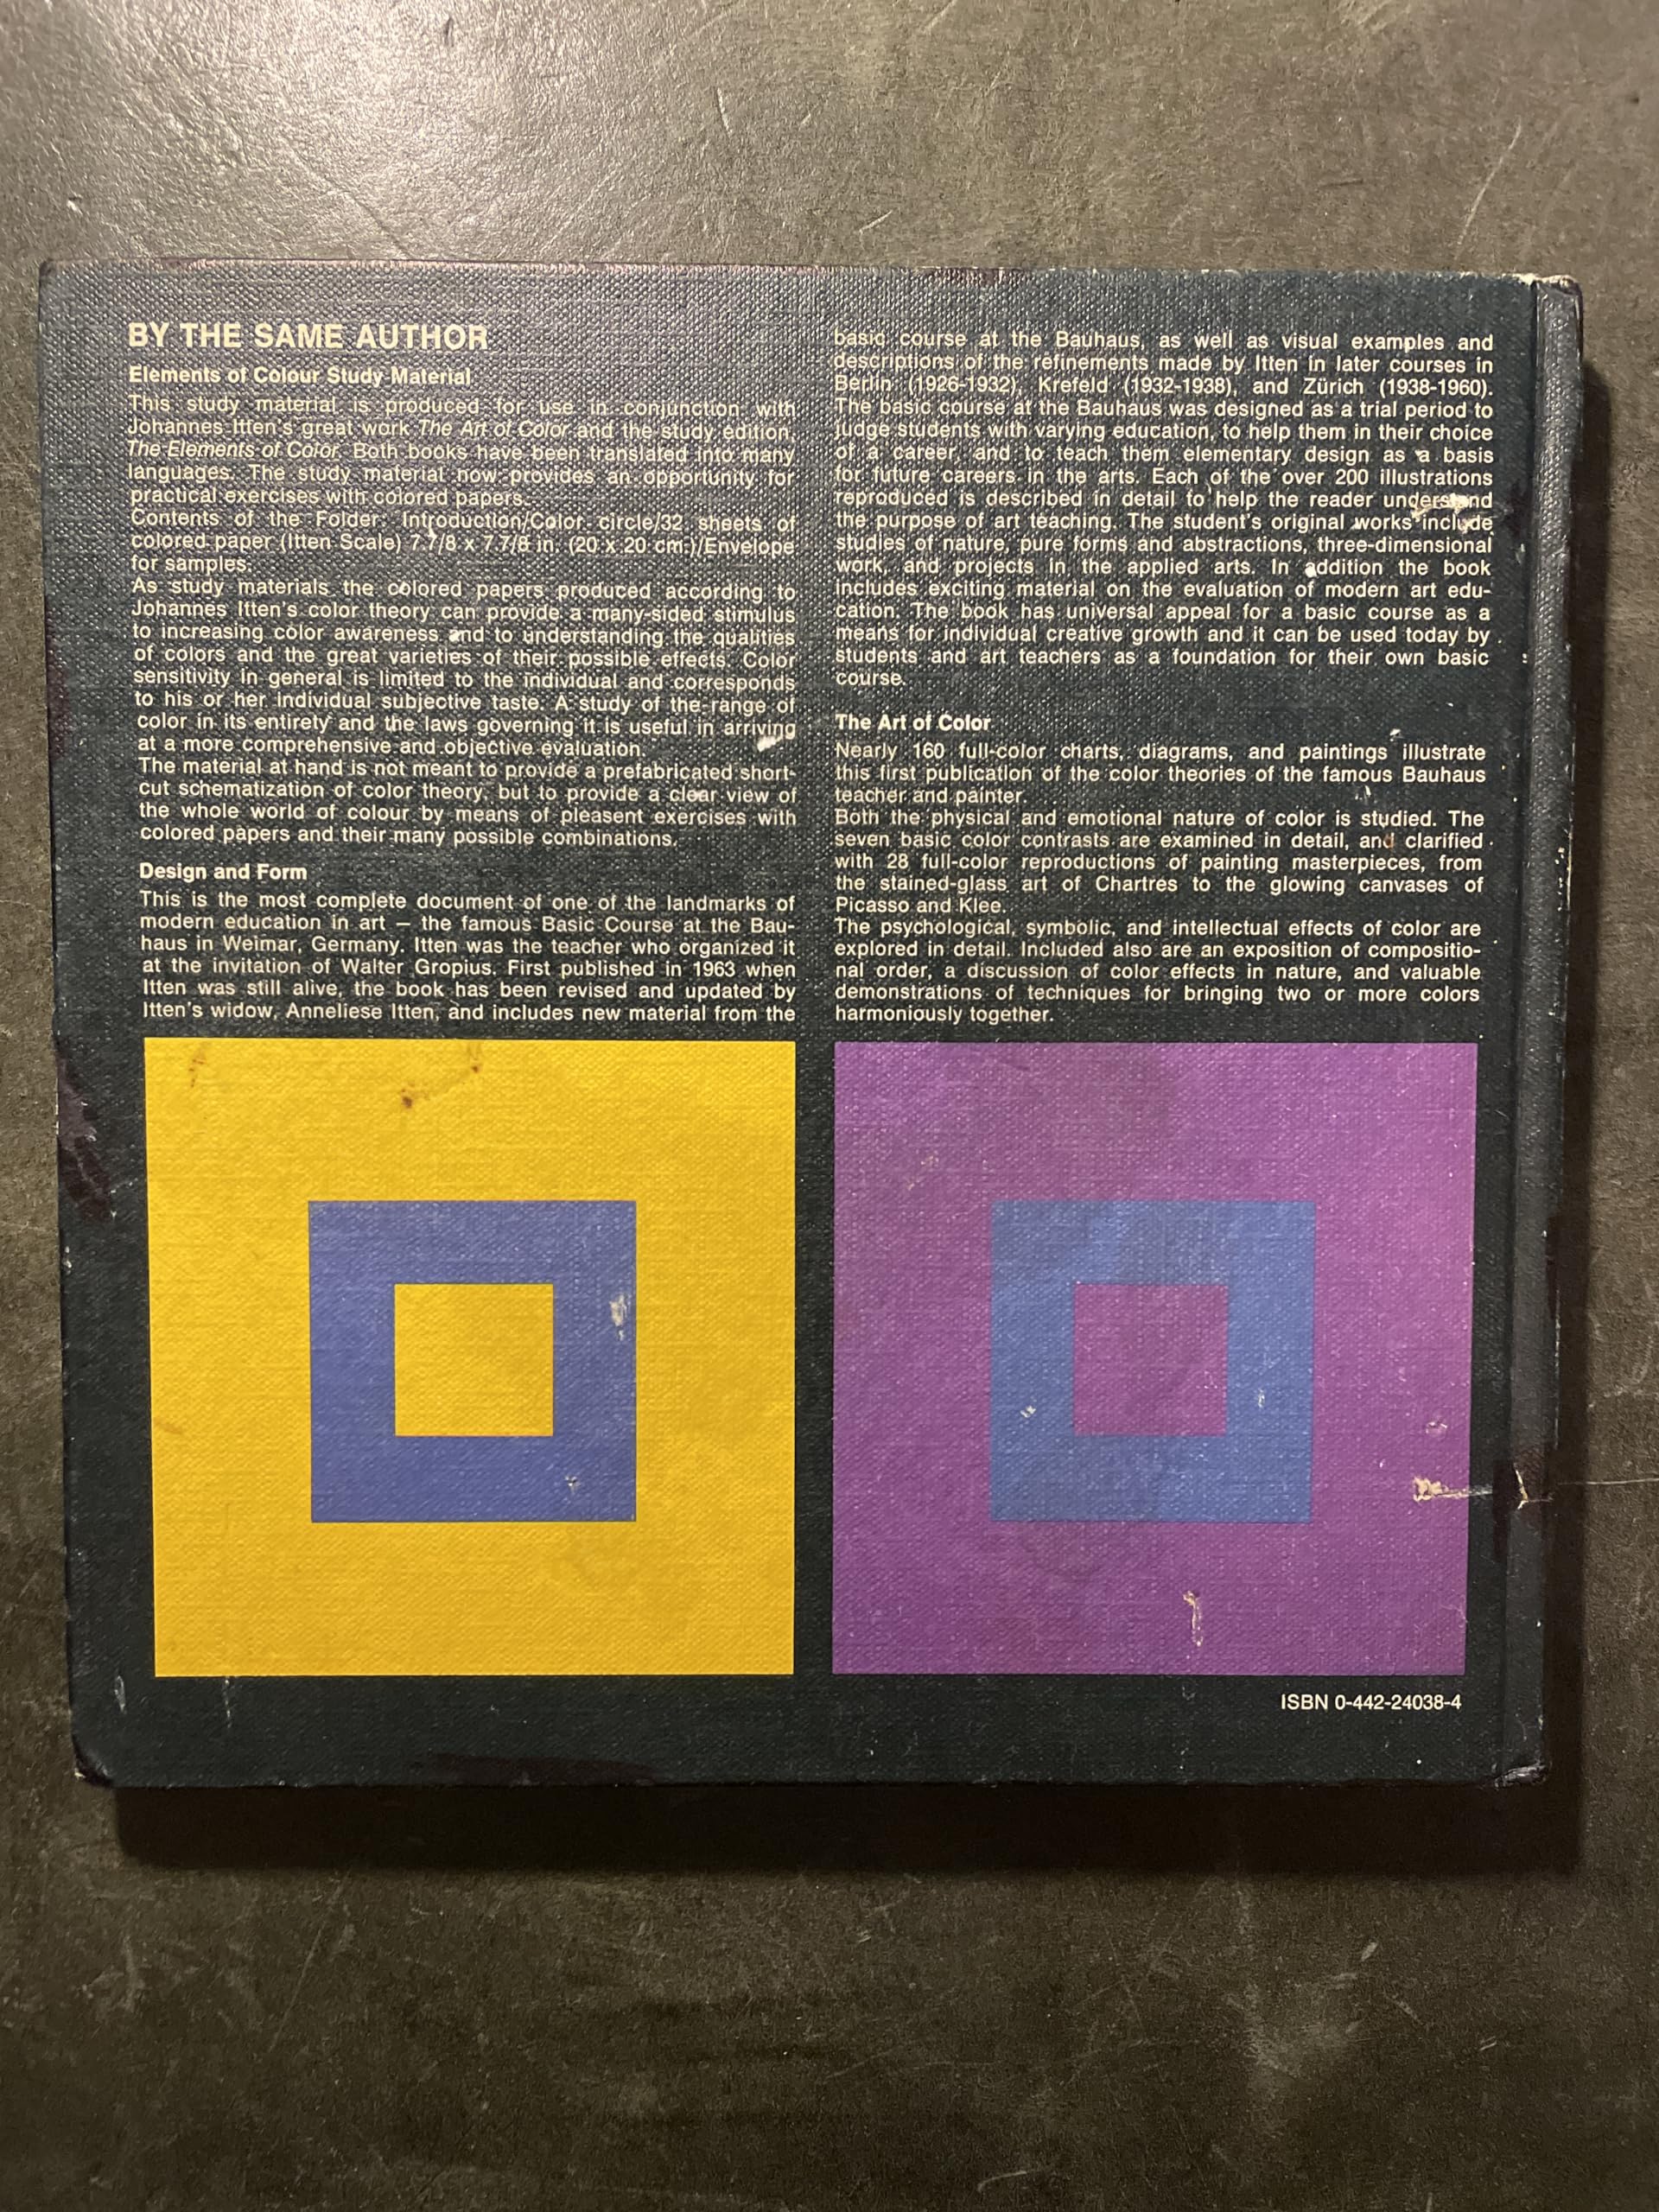 BY THE SAME AUTHOR
Elements of Colour Study Material
This study material is produced for use in conjunction with
Johannes Itten's great work The Art of Color and the study edition,
The Elements of Color. Both books have been translated into many
languages. The study material now provides an opportunity for
practical exercises with colored papers.
Contents of the Folder: Introduction/Color circle/32 sheets of
colored paper (Itten Scale) 7.7/8 x 7.7/8 in. (20 x 20 cm.)/Envelope
for samples.
As study materials the colored papers produced according to
Johannes Itten's color theory can provide a many-sided stimulus
to increasing color awareness and to understanding the qualities
of colors and the great varieties of their possible effects. Color
sensitivity in general is limited to the individual and corresponds
to his or her individual subjective taste. A study of the range of
color in its entirety and the laws governing it is useful in arriving
at a more comprehensive and objective evaluation.
The material at hand is not meant to provide a prefabricated short-
cut schematization of color theory, but to provide a clear view of
the whole world of colour by means of pleasent exercises with
colored papers and their many possible combinations.
Design and Form
This is the most complete document of one of the landmarks of
modern education in art – the famous Basic Course at the Bau-
haus in Weimar, Germany. Itten was the teacher who organized it
at the invitation of Walter Gropius. First published in 1963 when
Itten was still alive, the book has been revised and updated by
Itten's widow, Anneliese Itten, and includes new material from the
basic course at the Bauhaus, as well as visual examples and
descriptions of the refinements made by Itten in later courses in
Berlin (1926-1932), Krefeld (1932-1938), and Zürich (1938-1960).
The basic course at the Bauhaus was designed as a trial period to
judge students with varying education, to help them in their choice
of a career, and to teach them elementary design as a basis
for future careers in the arts. Each of the over 200 illustrations
reproduced is described in detail to help the reader understand
the purpose of art teaching. The student's original works include
studies of nature, pure forms and abstractions, three-dimensional
work, and projects in the applied arts. In addition the book
includes exciting material on the evaluation of modern art edu-
cation. The book has universal appeal for a basic course as a
means for individual creative growth and it can be used today by
students and art teachers as a foundation for their own basic
course.
The Art of Color
Nearly 160 full-color charts, diagrams, and paintings illustrate
this first publication of the color theories of the famous Bauhaus
teacher and painter.
Both the physical and emotional nature of color is studied. The
seven basic color contrasts are examined in detail, and clarified
with 28 full-color reproductions of painting masterpieces, from
the stained-glass art of Chartres to the glowing canvases of
Picasso and Klee.
The psychological, symbolic, and intellectual effects of color are
explored in detail. Included also are an exposition of compositio-
nal order, a discussion of color effects in nature, and valuable
demonstrations of techniques for bringing two or more colors
harmoniously together.
ISBN 0-442-24038-4